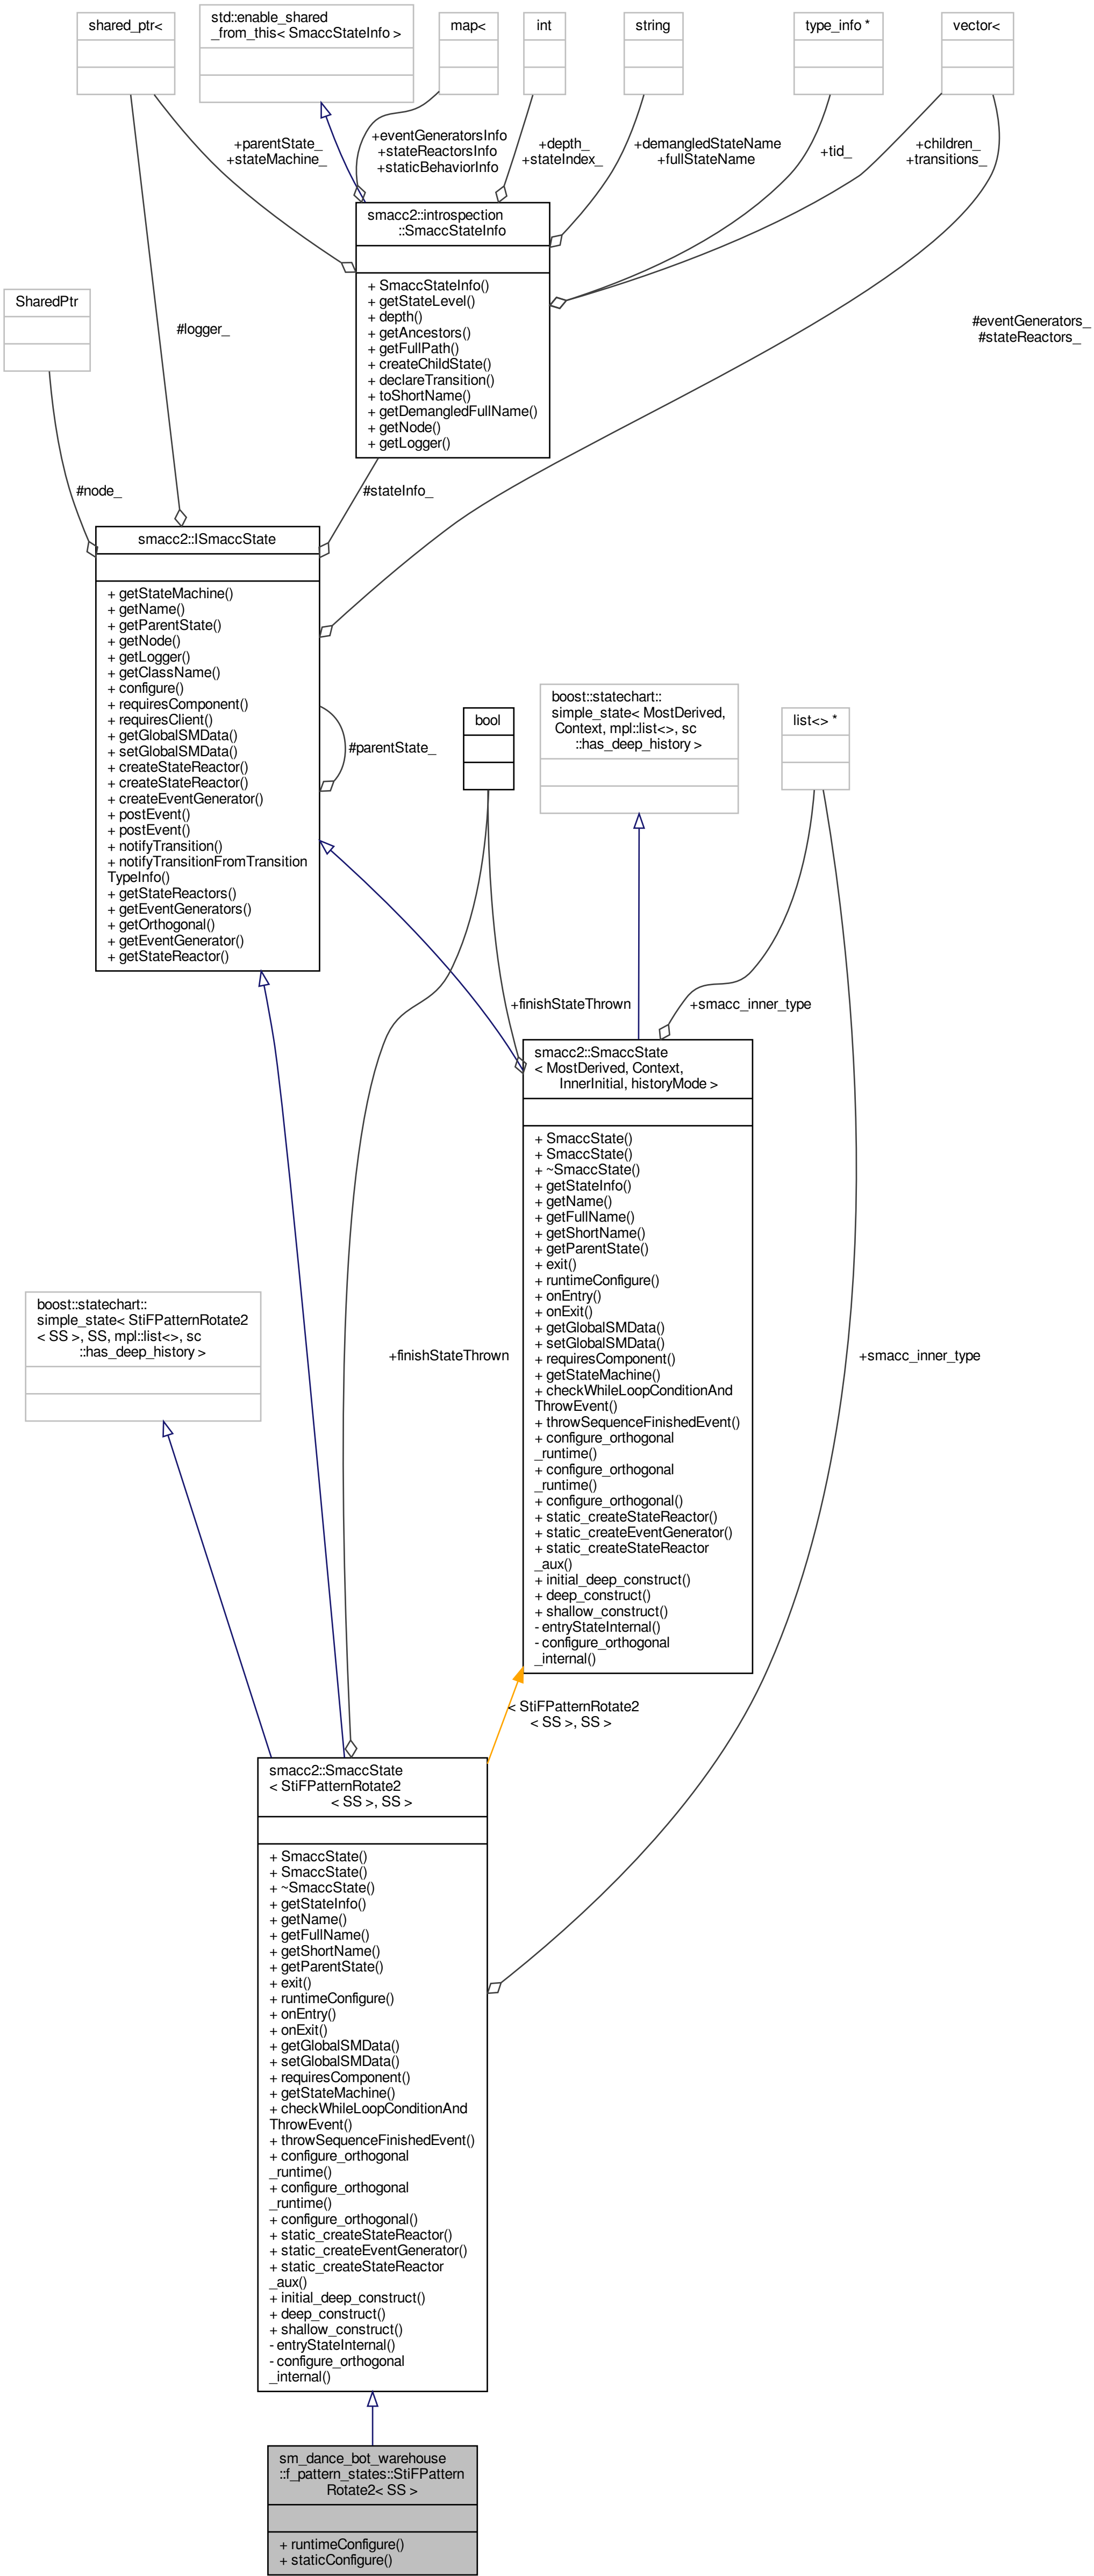 shared_ptr<
std::enable_shared
_from_this< SmaccStateInfo >
map<
int
string
type_info *
vector<
+parentState_
+stateMachine_
+eventGeneratorsInfo
+stateReactorsInfo
+staticBehaviorInfo
+depth_
+stateIndex_
+demangledStateName
+fullStateName
+tid_
+children_
+transitions_
smacc2::introspection
::SmaccStateInfo
+ SmaccStateInfo()
+ getStateLevel()
+ depth()
+ getAncestors()
+ getFullPath()
+ createChildState()
+ declareTransition()
+ toShortName()
+ getDemangledFullName()
+ getNode()
+ getLogger()
SharedPtr
#logger_
#eventGenerators_
#stateReactors_
#node_
#stateInfo_
smacc2::ISmaccState
+ getStateMachine()
+ getName()
+ getParentState()
+ getNode()
+ getLogger()
+ getClassName()
+ configure()
+ requiresComponent()
+ requiresClient()
+ getGlobalSMData()
+ setGlobalSMData()
+ createStateReactor()
+ createStateReactor()
+ createEventGenerator()
+ postEvent()
+ postEvent()
+ notifyTransition()
+ notifyTransitionFromTransition
TypeInfo()
+ getStateReactors()
+ getEventGenerators()
+ getOrthogonal()
+ getEventGenerator()
+ getStateReactor()
#parentState_
bool
boost::statechart::
simple_state< MostDerived,
Context, mpl::list<>, sc
::has_deep_history >
list<> *
+finishStateThrown
+smacc_inner_type
smacc2::SmaccState
< MostDerived, Context,
InnerInitial, historyMode >
+ SmaccState()
+ SmaccState()
+ ~SmaccState()
+ getStateInfo()
+ getName()
+ getFullName()
+ getShortName()
+ getParentState()
+ exit()
+ runtimeConfigure()
+ onEntry()
+ onExit()
+ getGlobalSMData()
+ setGlobalSMData()
+ requiresComponent()
+ getStateMachine()
+ checkWhileLoopConditionAnd
ThrowEvent()
+ throwSequenceFinishedEvent()
+ configure_orthogonal
_runtime()
+ configure_orthogonal
_runtime()
+ configure_orthogonal()
+ static_createStateReactor()
+ static_createEventGenerator()
+ static_createStateReactor
_aux()
+ initial_deep_construct()
+ deep_construct()
+ shallow_construct()
- entryStateInternal()
- configure_orthogonal
_internal()
boost::statechart::
simple_state< StiFPatternRotate2
< SS >, SS, mpl::list<>, sc
::has_deep_history >
+finishStateThrown
+smacc_inner_type
< StiFPatternRotate2
< SS >, SS >
smacc2::SmaccState
< StiFPatternRotate2
< SS >, SS >
+ SmaccState()
+ SmaccState()
+ ~SmaccState()
+ getStateInfo()
+ getName()
+ getFullName()
+ getShortName()
+ getParentState()
+ exit()
+ runtimeConfigure()
+ onEntry()
+ onExit()
+ getGlobalSMData()
+ setGlobalSMData()
+ requiresComponent()
+ getStateMachine()
+ checkWhileLoopConditionAnd
ThrowEvent()
+ throwSequenceFinishedEvent()
+ configure_orthogonal
_runtime()
+ configure_orthogonal
_runtime()
+ configure_orthogonal()
+ static_createStateReactor()
+ static_createEventGenerator()
+ static_createStateReactor
_aux()
+ initial_deep_construct()
+ deep_construct()
+ shallow_construct()
- entryStateInternal()
- configure_orthogonal
_internal()
sm_dance_bot_warehouse
::f_pattern_states::StiFPattern
Rotate2< SS >
+ runtimeConfigure()
+ staticConfigure()